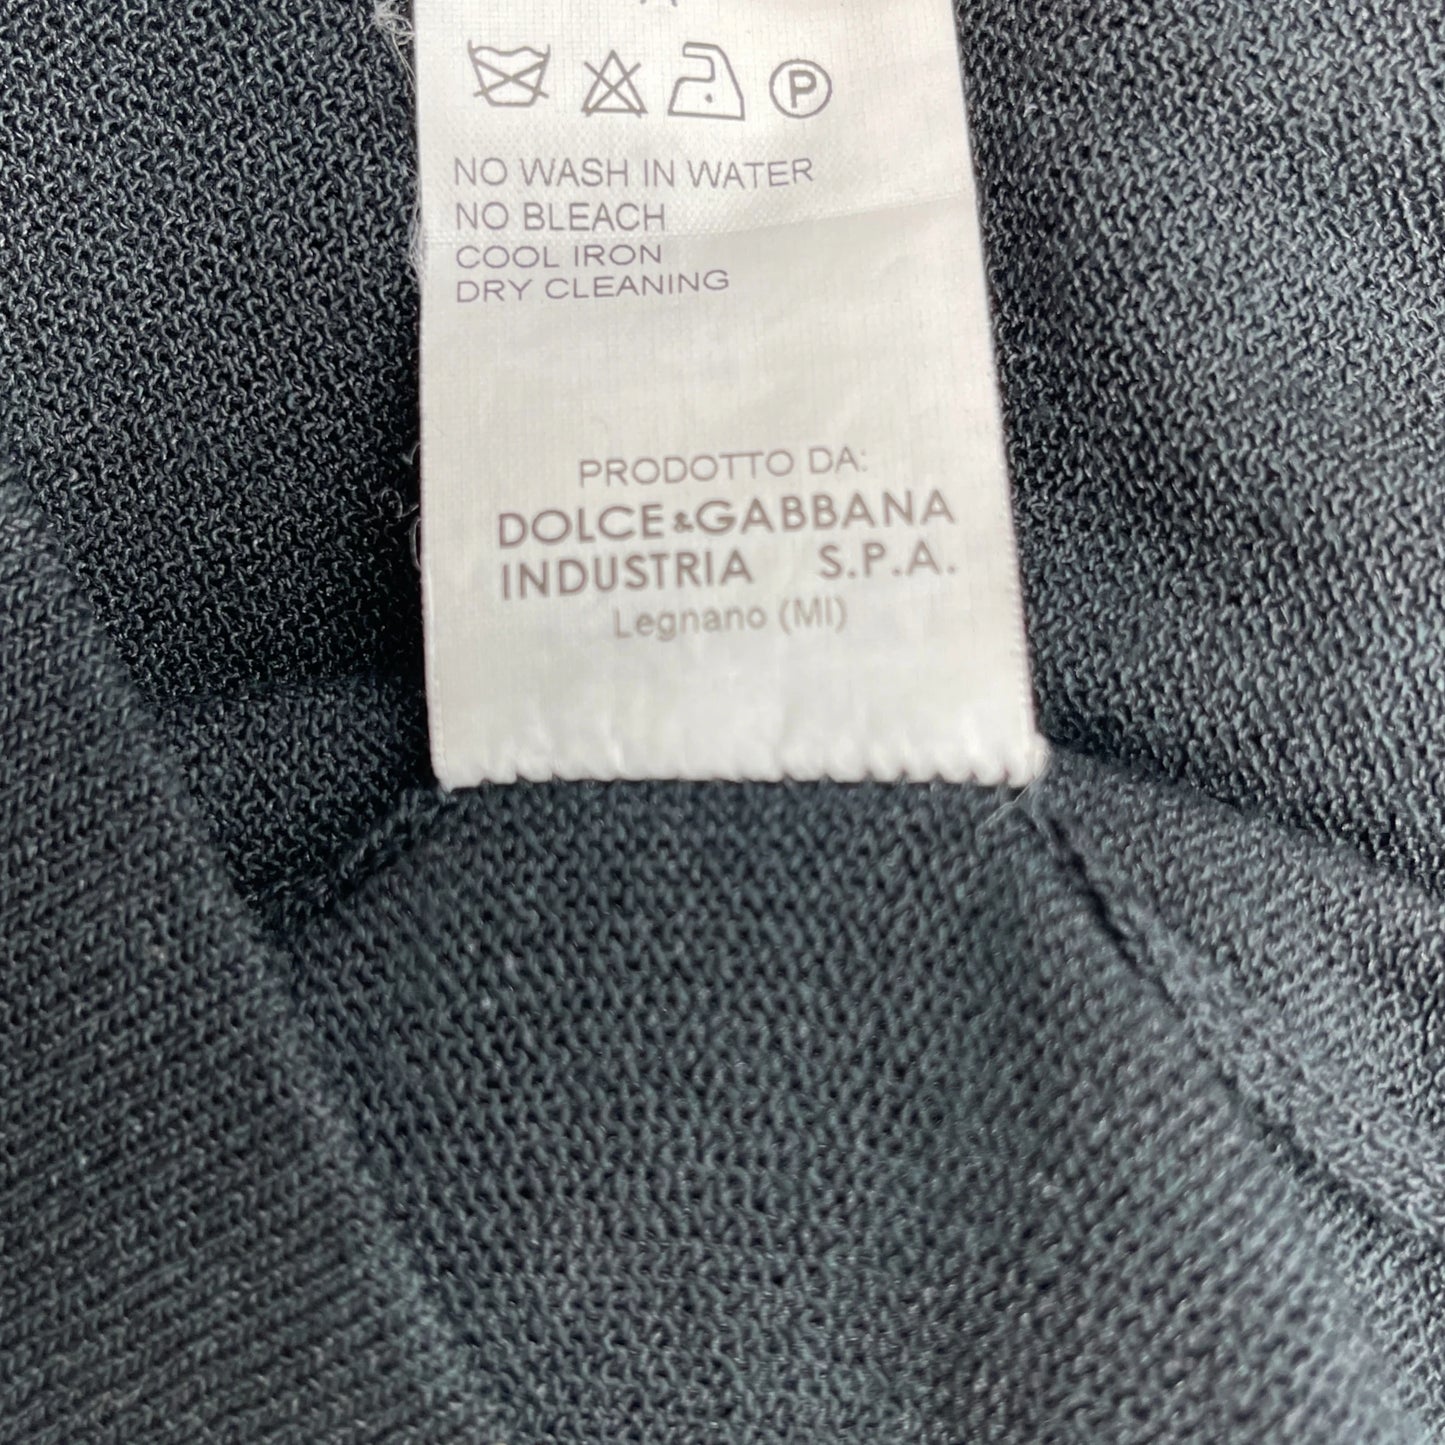 P
NO WASH IN WATER
NO BLEACH
COOL IRON
DRY CLEANING
PRODOTTO DA:
DOLCE&GABBANA
INDUSTRIA S.P.A.
Legnano (MI)